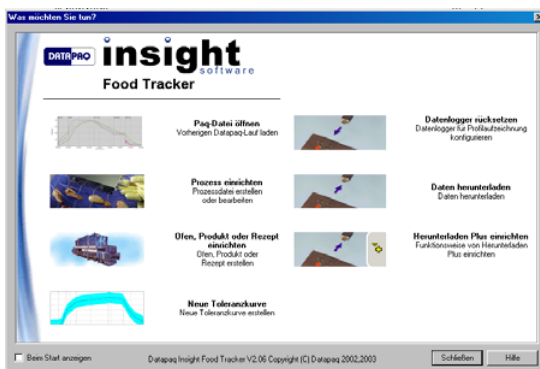 Was möchten Sie tun?
DATAPAQ insight
software
Food Tracker
Paq-Datei öffnen
Vorherigen Datapaq-Lauf laden
Prozess einrichten
Prozessdatei erstellen
oder bearbeiten
Ofen, Produkt oder Rezept
einrichten
Ofen, Produkt oder
Rezept erstellen
Neue Toleranzkurve
Neue Toleranzkurve erstellen
Datenlogger rücksetzen
Datenlogger für Profilaufzeichnung
konfigurieren
Daten herunterladen
Daten herunterladen
Herunterladen Plus einrichten
Funktionsweise von Herunterladen
Plus einrichten
Beim Start anzeigen
Datapaq Insight Food Tracker V2.06 Copyright (C) Datapaq 2002,2003
Schließen
Hilfe